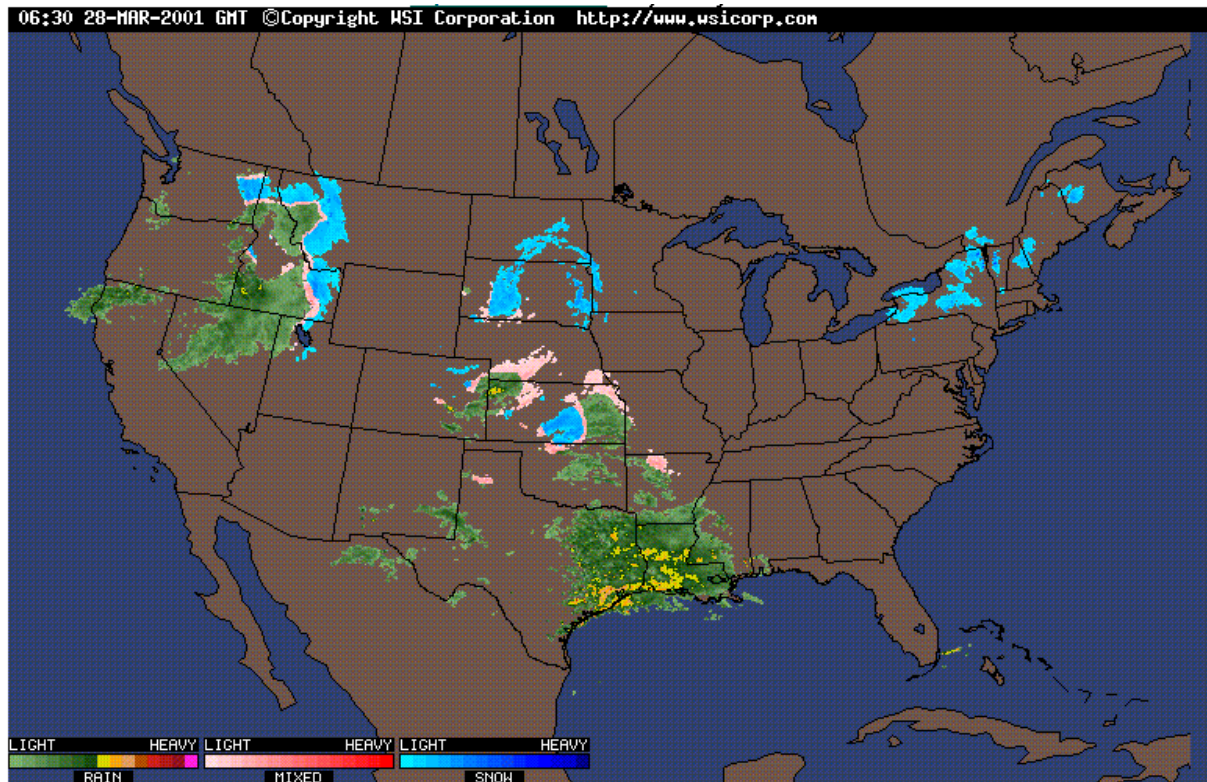 06:30 28-MAR-2001 GMT ©Copyright WSI Corporation http://www.wsicorp.com
LIGHT HEAVY LIGHT HEAVY LIGHT HEAVY
RAIN MIXED SNOW